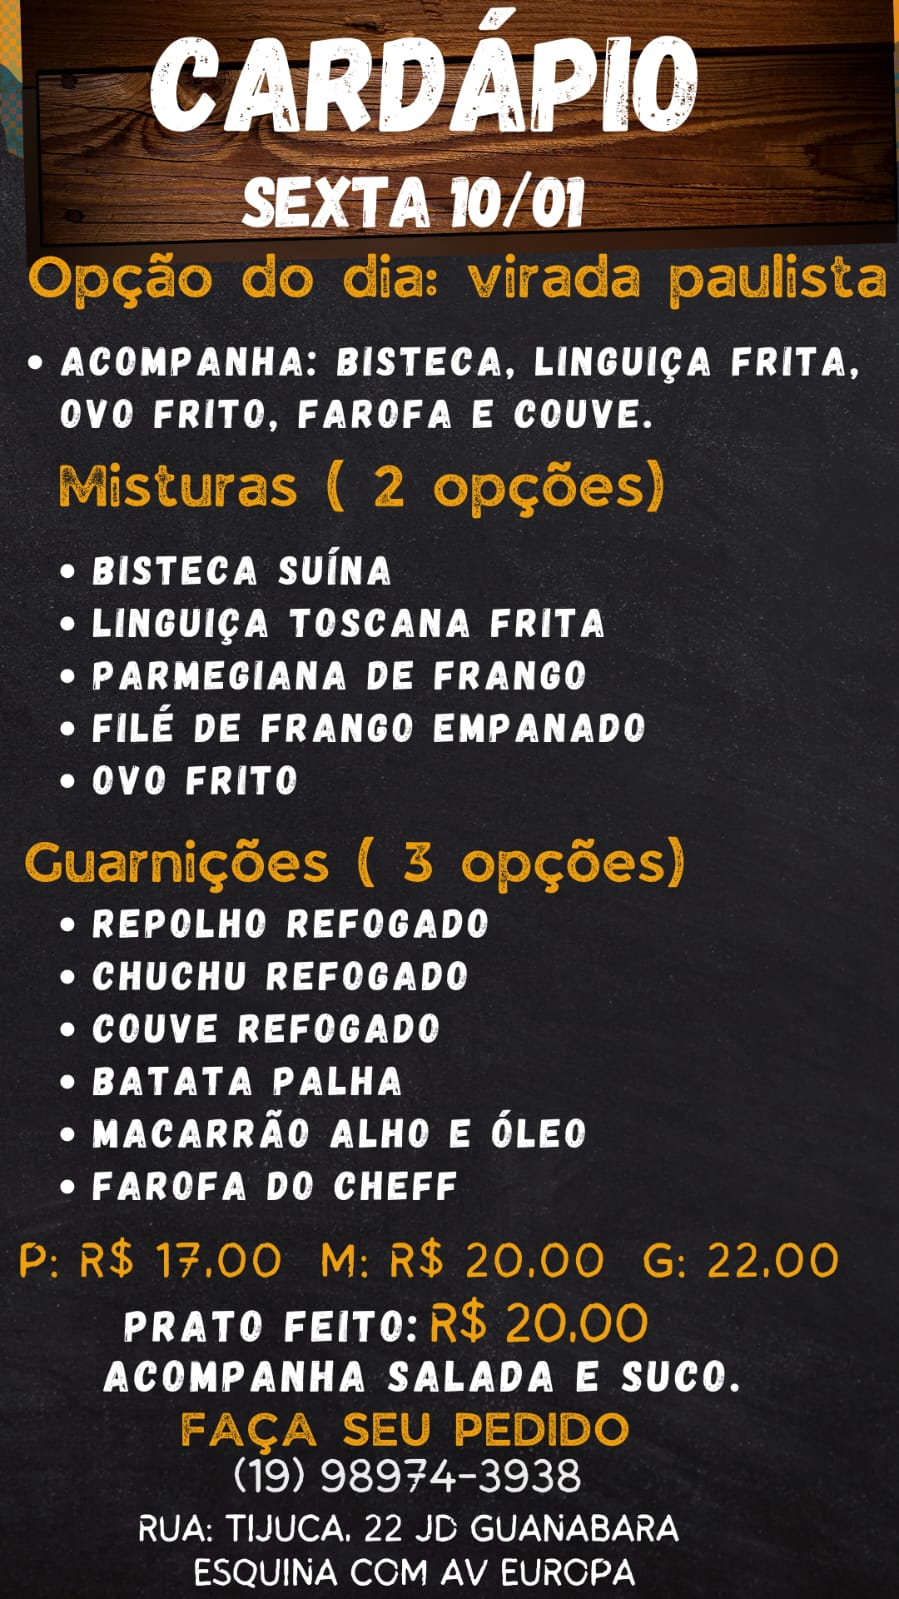 CARDÁPIO
SEXTA 10/01
Opção do dia: virada paulista
• ACOMPANHA: BISTECA, LINGUIÇA FRITA,
OVO FRITO, FAROFA E COUVE.
Misturas ( 2 opções)
• BISTECA SUÍNA
• LINGUIÇA TOSCANA FRITA
• PARMEGIANA DE FRANGO
• FILÉ DE FRANGO EMPANADO
• OVO FRITO
Guarnições ( 3 opções)
• REPOLHO REFOGADO
• CHUCHU REFOGADO
• COUVE REFOGADO
• BATATA PALHA
• MACARRÃO ALHO E ÓLEO
• FAROFA DO CHEFF
P: R$ 17,00 M: R$ 20,00 G: 22,00
PRATO FEITO: R$ 20,00
ACOMPANHA SALADA E SUCO.
FAÇA SEU PEDIDO
(19) 98974-3938
RUA: TIJUCA, 22 JD GUANABARA
ESQUINA COM AV EUROPA